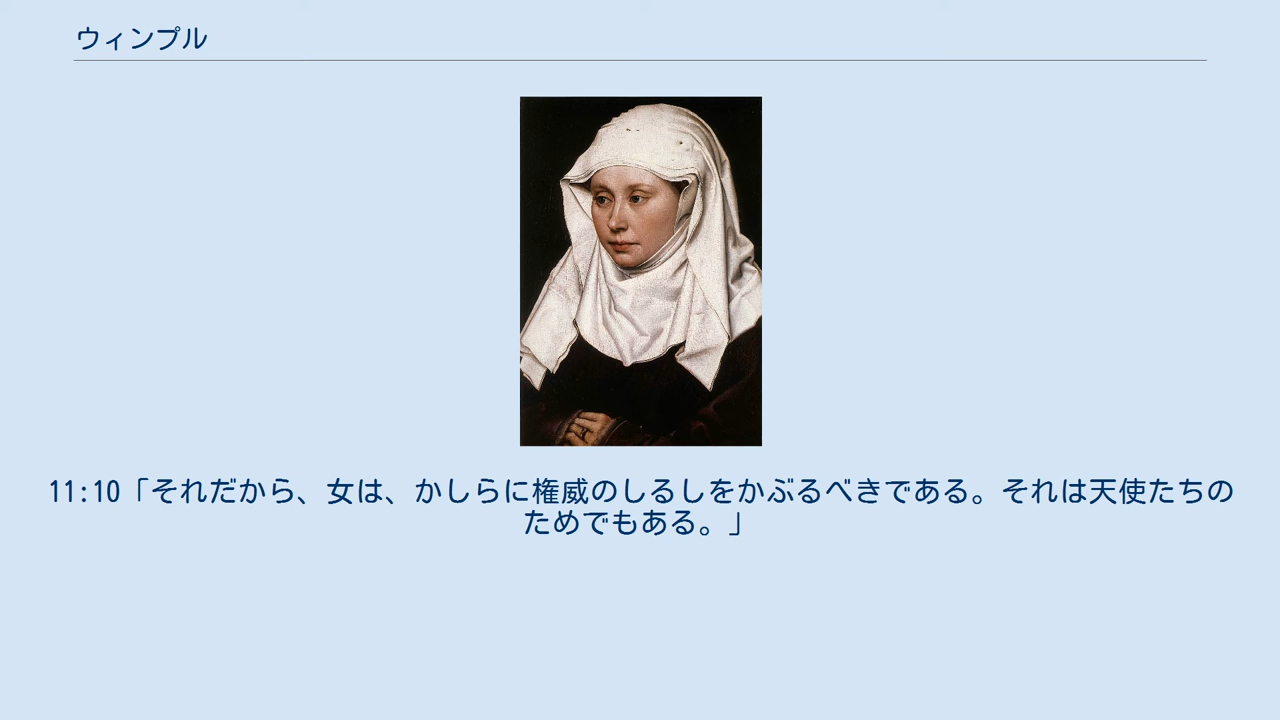 ウィンプル
11:10「それだから、女は、かしらに権威のしるしをかぶるべきである。それは天使たちの
ためでもある。」